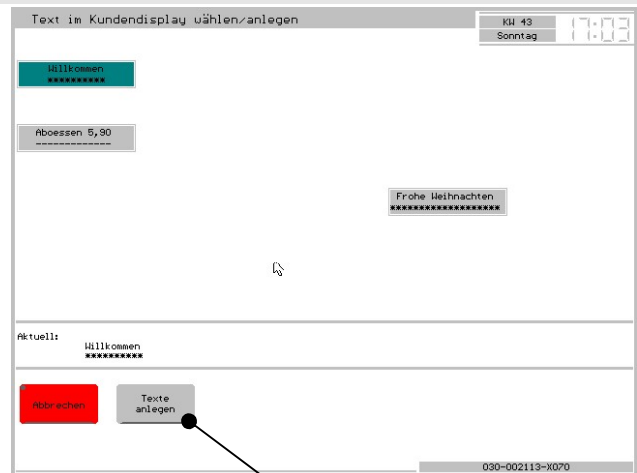 Text im Kundendisplay wählen/anlegen
KW 43
Sonntag
17:03
Willkommen
**********
Aboessen 5,90
-------------
Frohe Weihnachten
*******************
Aktuell:
Willkommen
**********
Abbrechen
Texte
anlegen
030-002113-X070